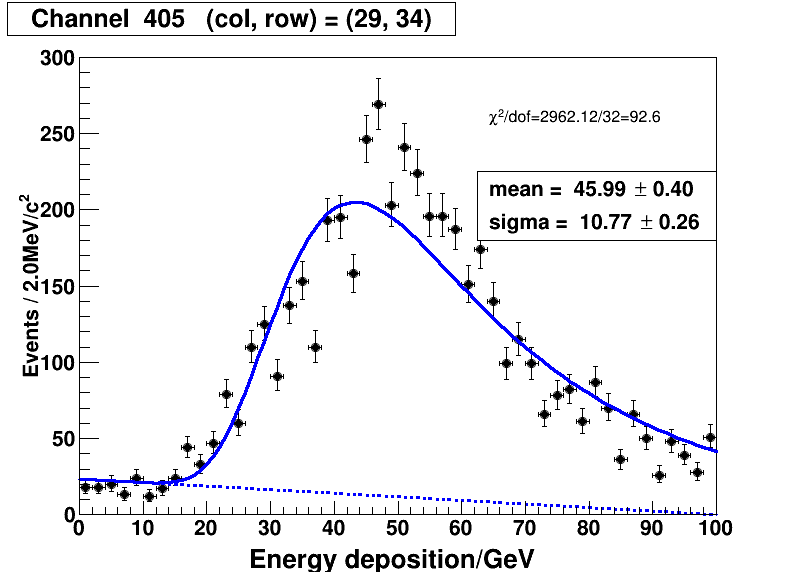 Channel 405 (col, row) = (29, 34)
300
250
200
150
100
50
0
Events / 2.0MeV/c²
χ²/dof=2962.12/32=92.6
mean = 45.99 ± 0.40
sigma = 10.77 ± 0.26
0 10 20 30 40 50 60 70 80 90 100
Energy deposition/GeV